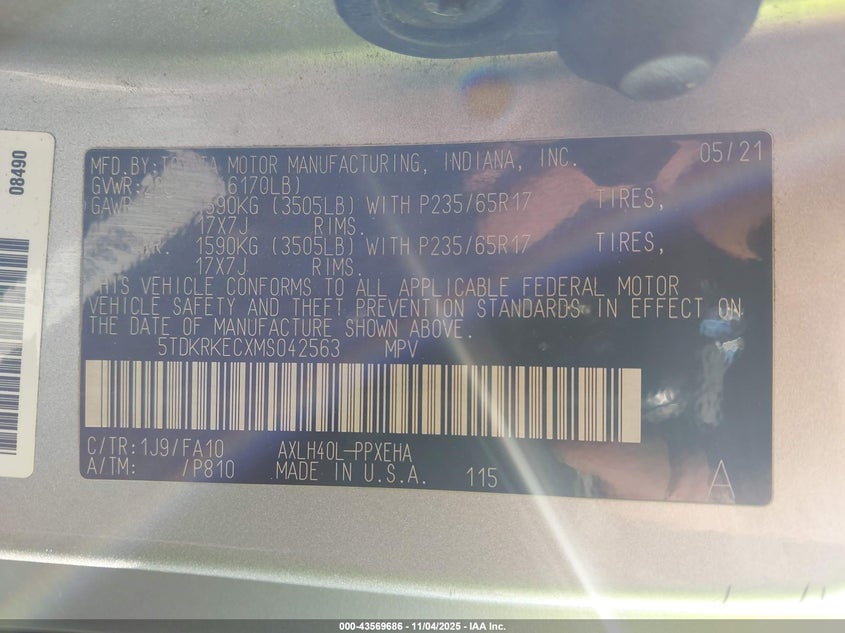 08490
MFD.BY:TOYOTA MOTOR MANUFACTURING, INDIANA, INC. 05/21
GVWR: 6170LB)
GAWR 1590KG (3505LB) WITH P235/65R17 TIRES,
17X7J RIMS.
RR. 1590KG (3505LB) WITH P235/65R17 TIRES,
17X7J RIMS.
THIS VEHICLE CONFORMS TO ALL APPLICABLE FEDERAL MOTOR
VEHICLE SAFETY AND THEFT PREVENTION STANDARDS IN EFFECT ON
THE DATE OF MANUFACTURE SHOWN ABOVE.
5TDKRKECXMS042563 MPV
C/TR:1J9/FA10 AXLH40L-PPXEHA
A/TM: /P810 MADE IN U.S.A. 115 A
000-43569686 - 11/04/2025 - IAA Inc.